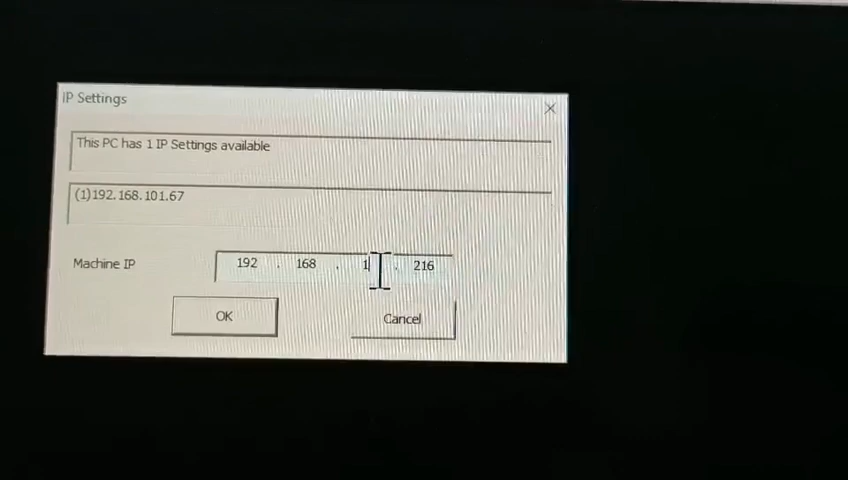 IP Settings
This PC has 1 IP Settings available
(1)192.168.101.67
Machine IP 192 . 168 . 1 . 216
OK Cancel